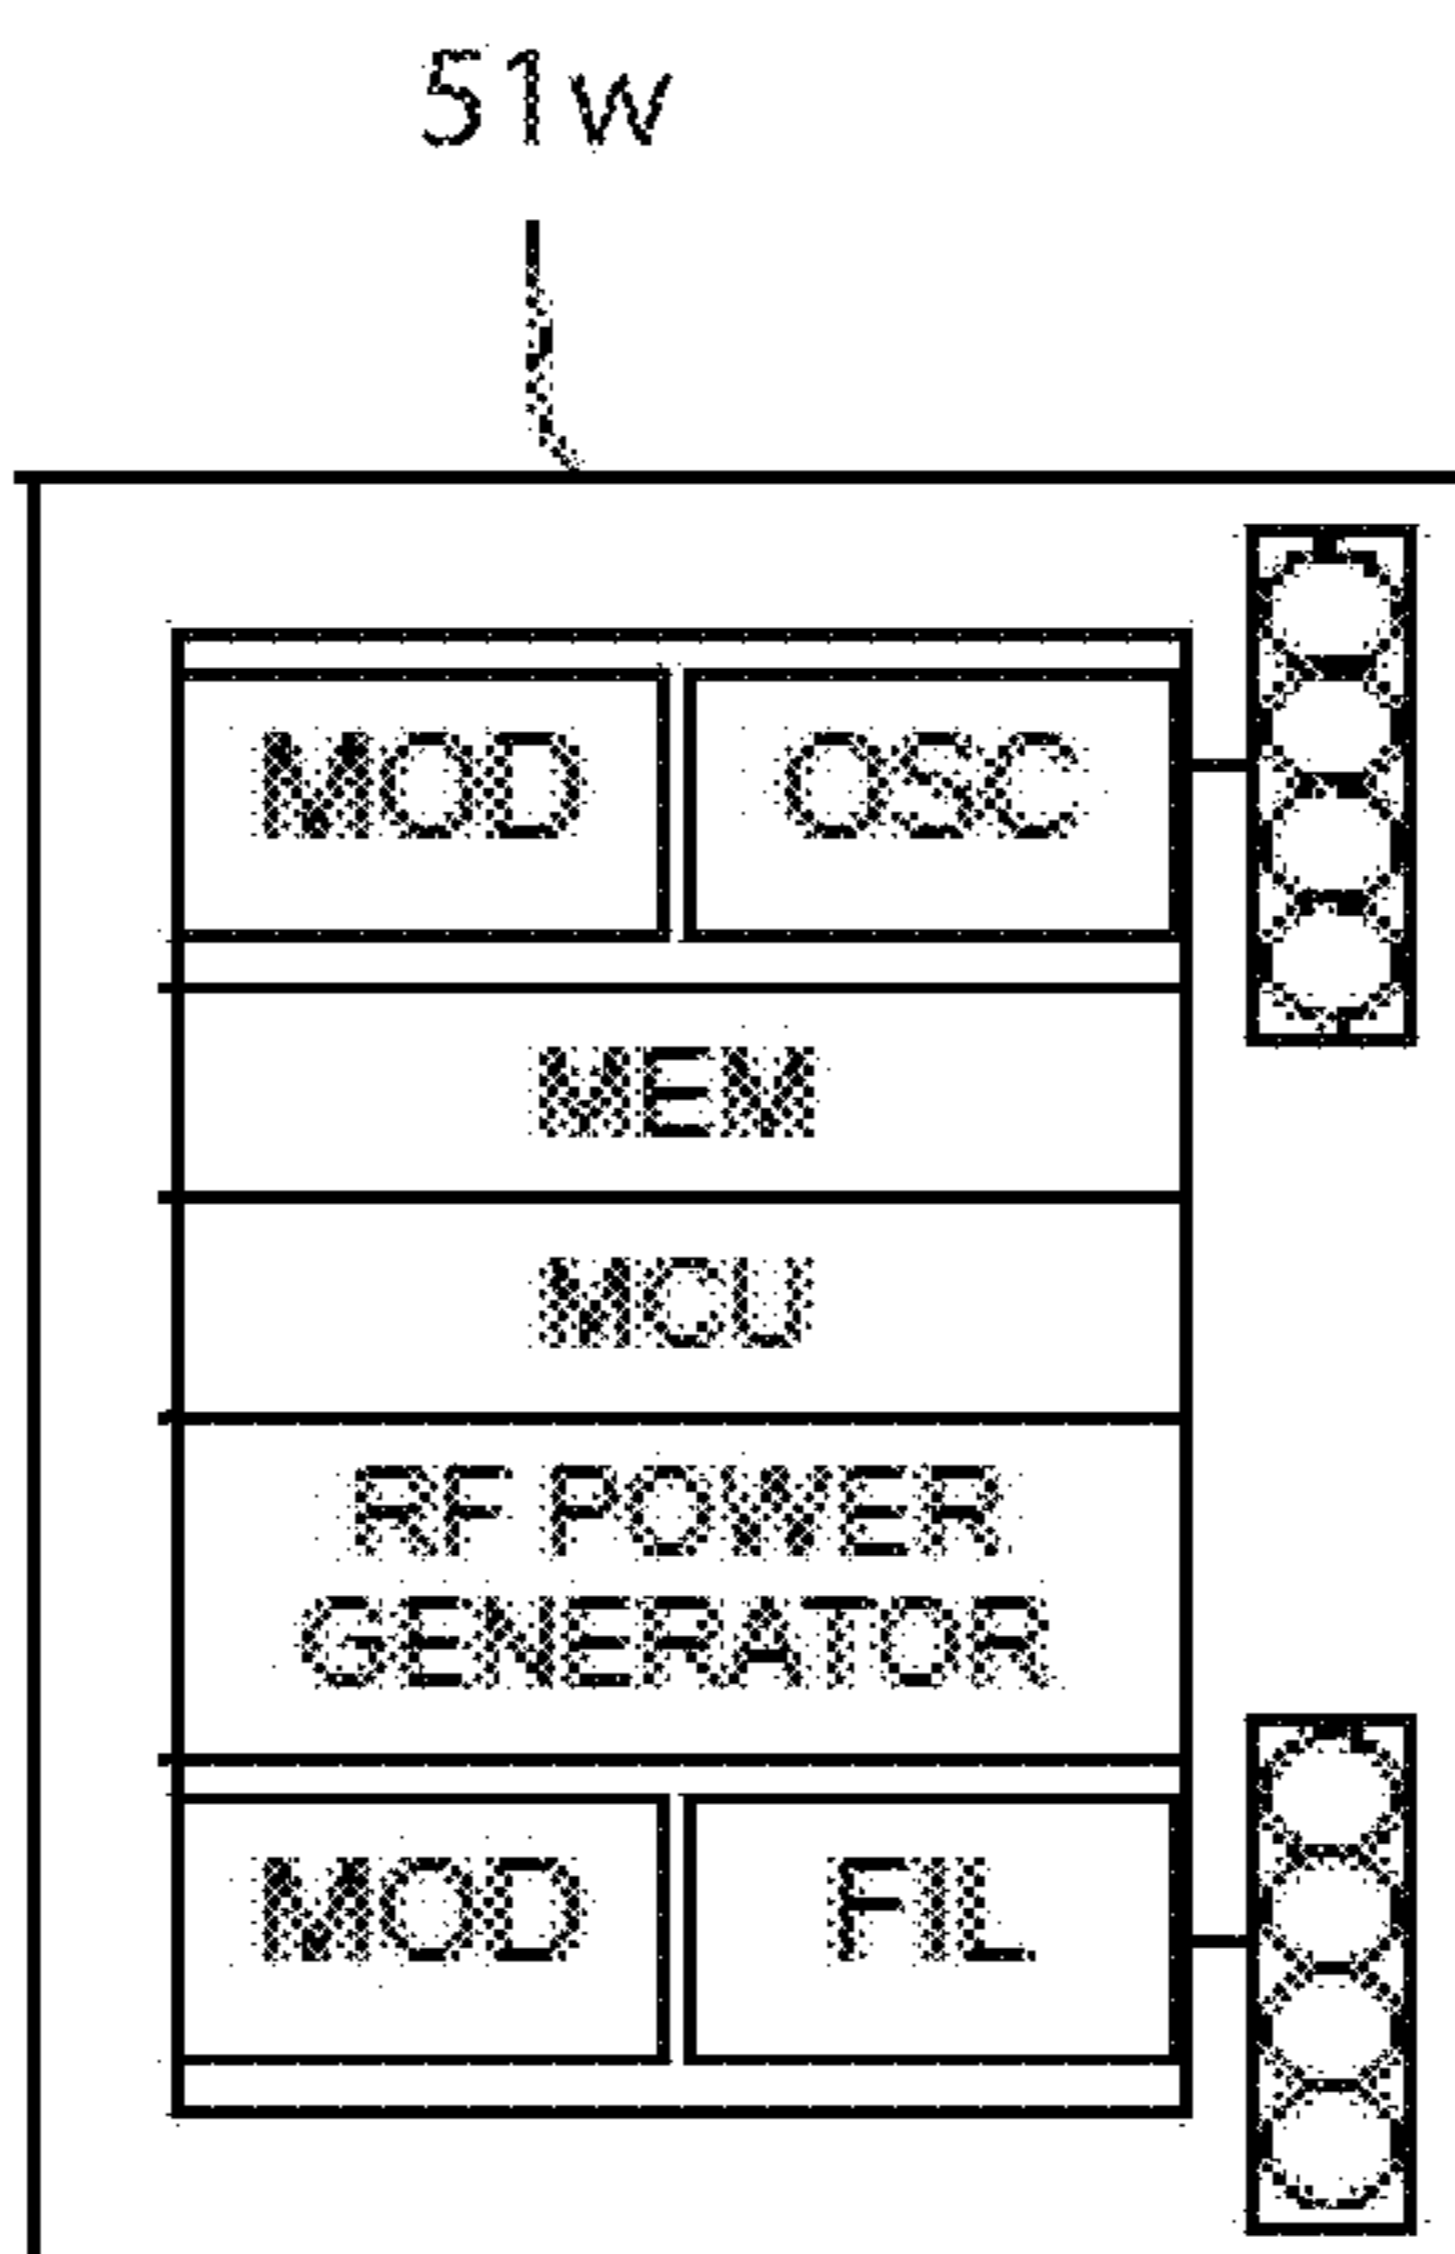 51w
MOD OSC
MEM
MCU
RF POWER
GENERATOR
MOD FIL